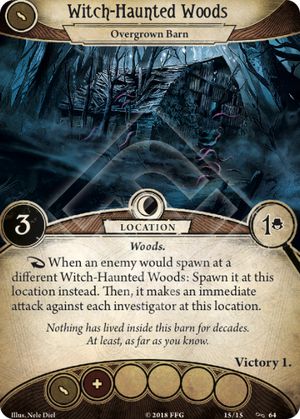 Witch-Haunted Woods
Overgrown Barn
3
LOCATION
1
Woods.
When an enemy would spawn at a
different Witch-Haunted Woods: Spawn it at this
location instead. Then, it makes an immediate
attack against each investigator at this location.
Nothing has lived inside this barn for decades.
At least, as far as you know.
Victory 1.
Illus. Nele Diel
© 2018 FFG
15/15
64